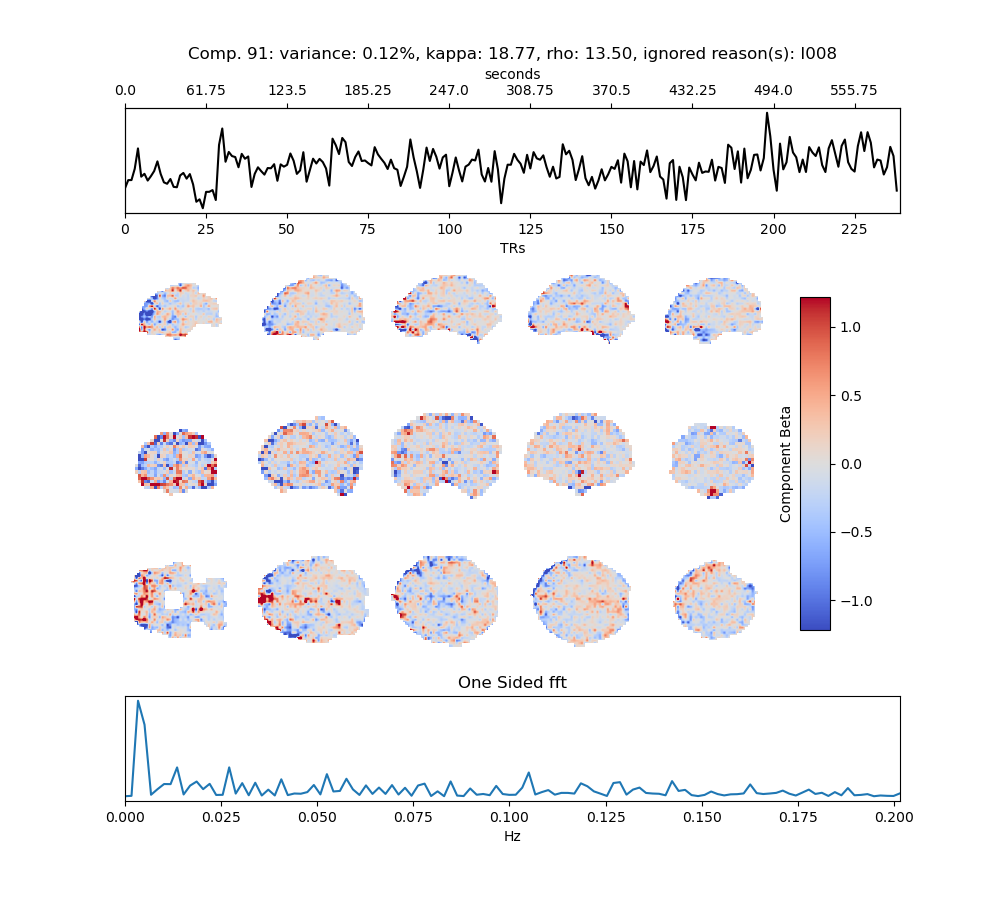 Comp. 91: variance: 0.12%, kappa: 18.77, rho: 13.50, ignored reason(s): I008
seconds
0.0 61.75 123.5 185.25 247.0 308.75 370.5 432.25 494.0 555.75
0 25 50 75 100 125 150 175 200 225
TRs
1.0
0.5
0.0
−0.5
−1.0
Component Beta
One Sided fft
0.000 0.025 0.050 0.075 0.100 0.125 0.150 0.175 0.200
Hz